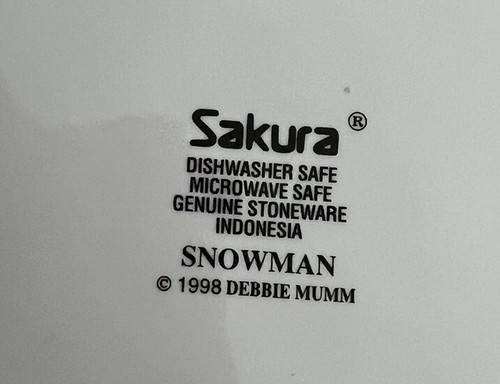 Sakura®
DISHWASHER SAFE
MICROWAVE SAFE
GENUINE STONEWARE
INDONESIA
SNOWMAN
© 1998 DEBBIE MUMM